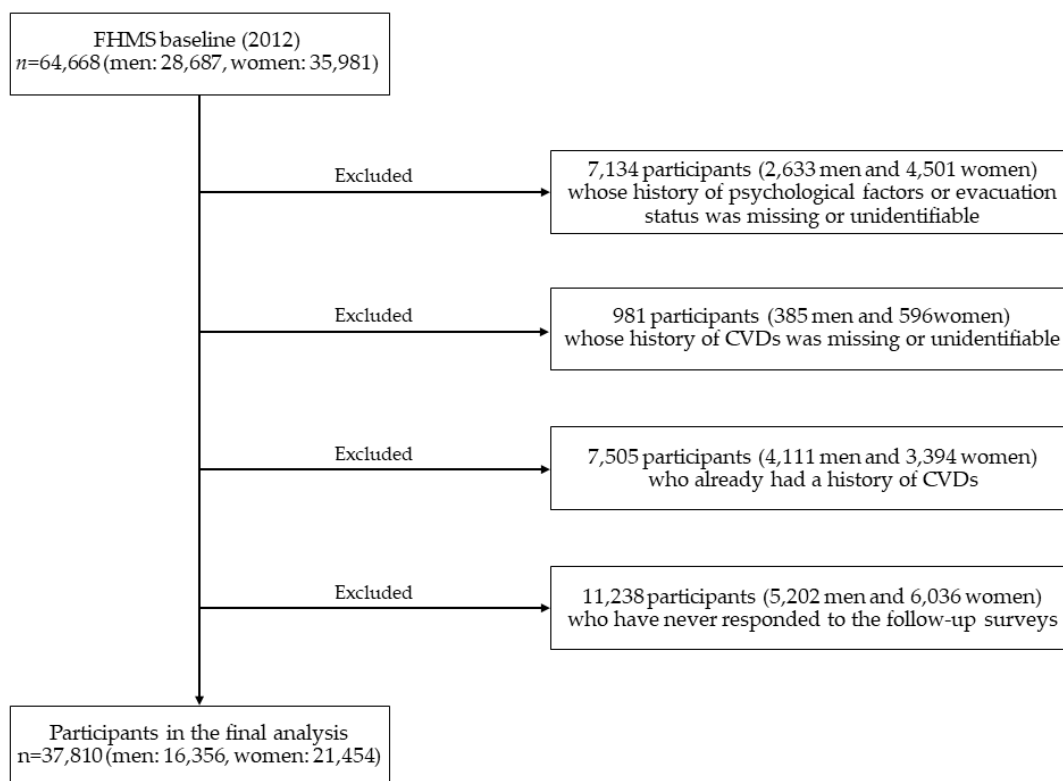 FHMS baseline (2012)
n=64,668 (men: 28,687, women: 35,981)
Excluded
7,134 participants (2,633 men and 4,501 women)
whose history of psychological factors or evacuation
status was missing or unidentifiable
Excluded
981 participants (385 men and 596women)
whose history of CVDs was missing or unidentifiable
Excluded
7,505 participants (4,111 men and 3,394 women)
who already had a history of CVDs
Excluded
11,238 participants (5,202 men and 6,036 women)
who have never responded to the follow-up surveys
Participants in the final analysis
n=37,810 (men: 16,356, women: 21,454)